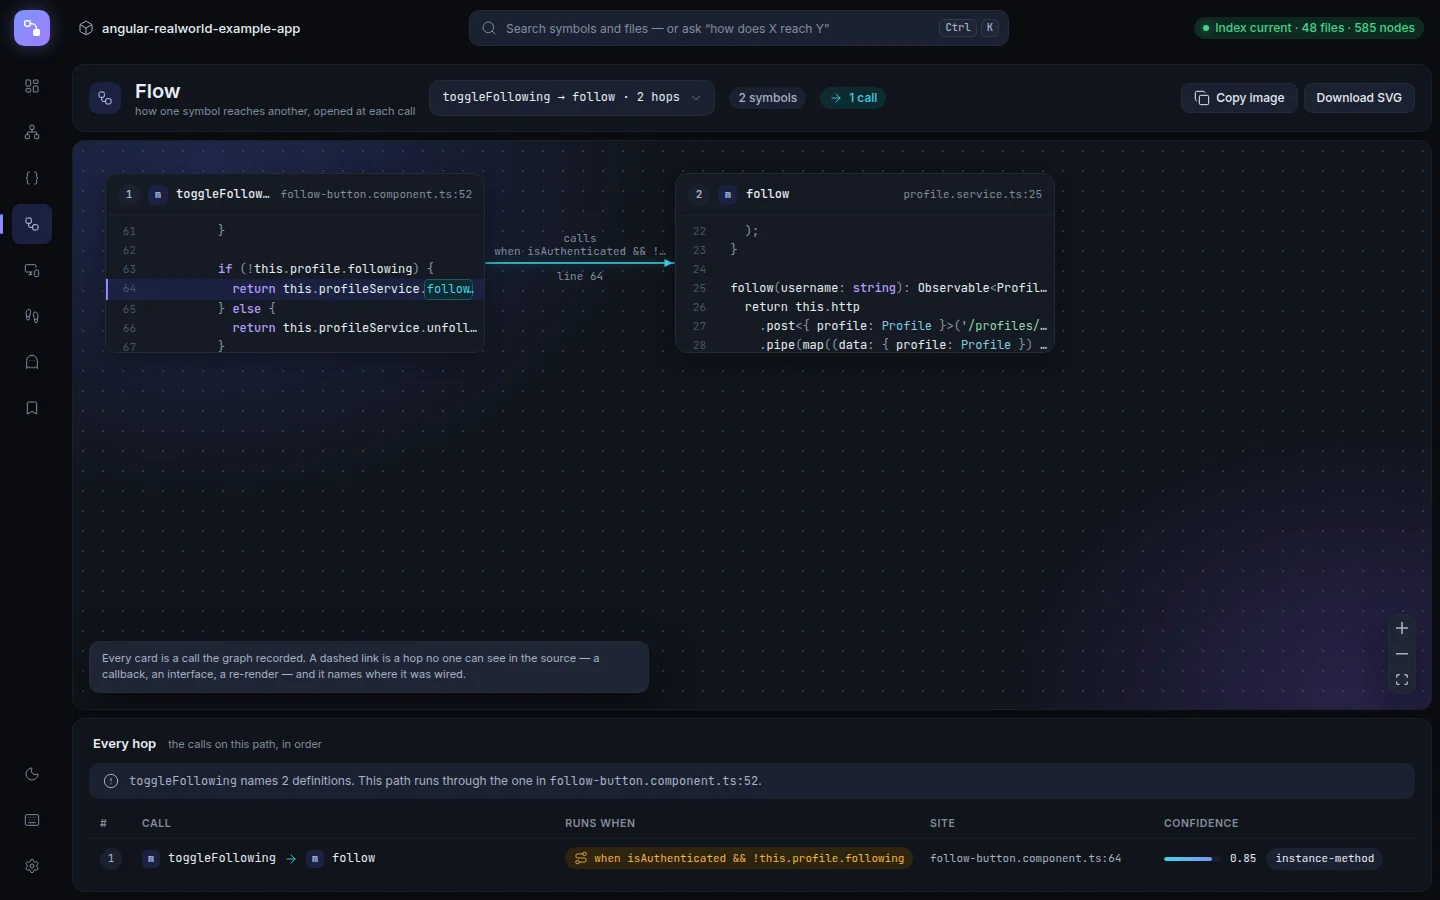 angular-realworld-example-app
Search symbols and files — or ask “how does X reach Y”
Ctrl K
Index current · 48 files · 585 nodes
Flow
how one symbol reaches another, opened at each call
toggleFollowing → follow · 2 hops
2 symbols
→ 1 call
Copy image
Download SVG
1 m toggleFollow… follow-button.component.ts:52
61 }
62
63 if (!this.profile.following) {
64 return this.profileService.follow…
65 } else {
66 return this.profileService.unfoll…
67 }
calls
when isAuthenticated && !…
line 64
2 m follow profile.service.ts:25
22 );
23 }
24
25 follow(username: string): Observable<Profil…
26 return this.http
27 .post<{ profile: Profile }>('/profiles/…
28 .pipe(map((data: { profile: Profile }) …
Every card is a call the graph recorded. A dashed link is a hop no one can see in the source — a
callback, an interface, a re-render — and it names where it was wired.
Every hop the calls on this path, in order
toggleFollowing names 2 definitions. This path runs through the one in follow-button.component.ts:52.
# CALL RUNS WHEN SITE CONFIDENCE
1 m toggleFollowing → m follow when isAuthenticated && !this.profile.following follow-button.component.ts:64 0.85 instance-method